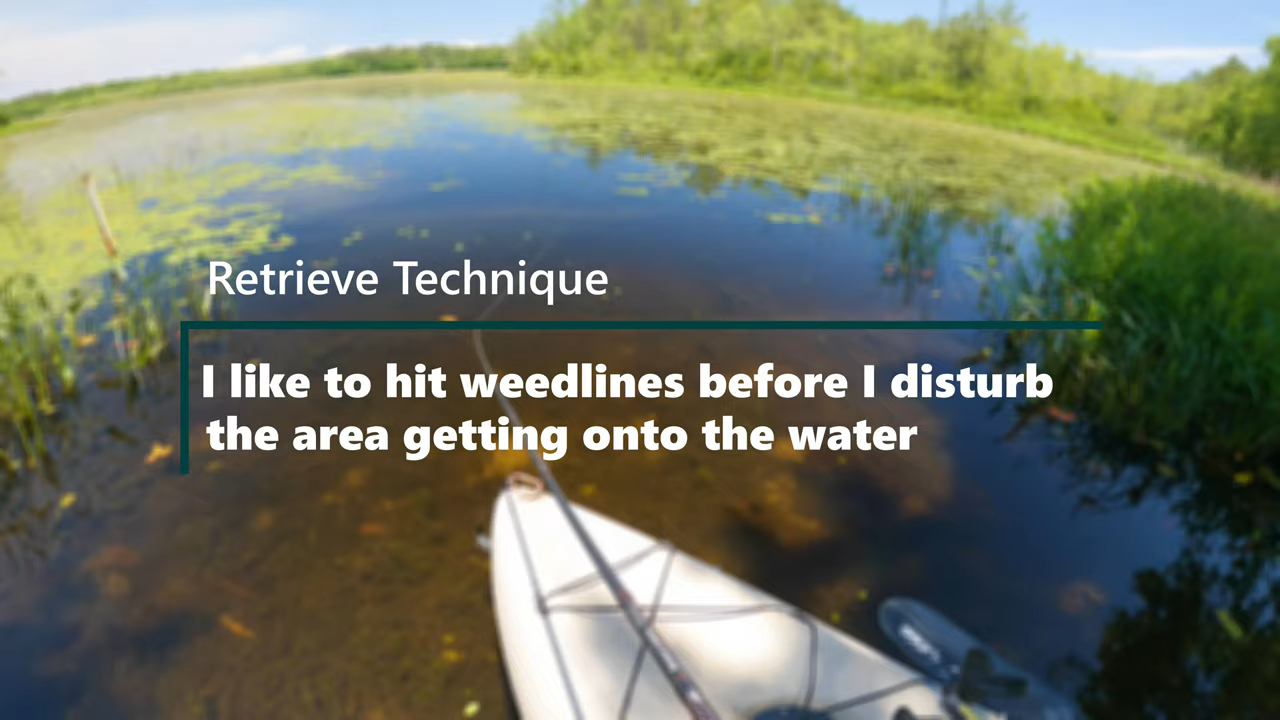 Retrieve Technique
I like to hit weedlines before I disturb
the area getting onto the water